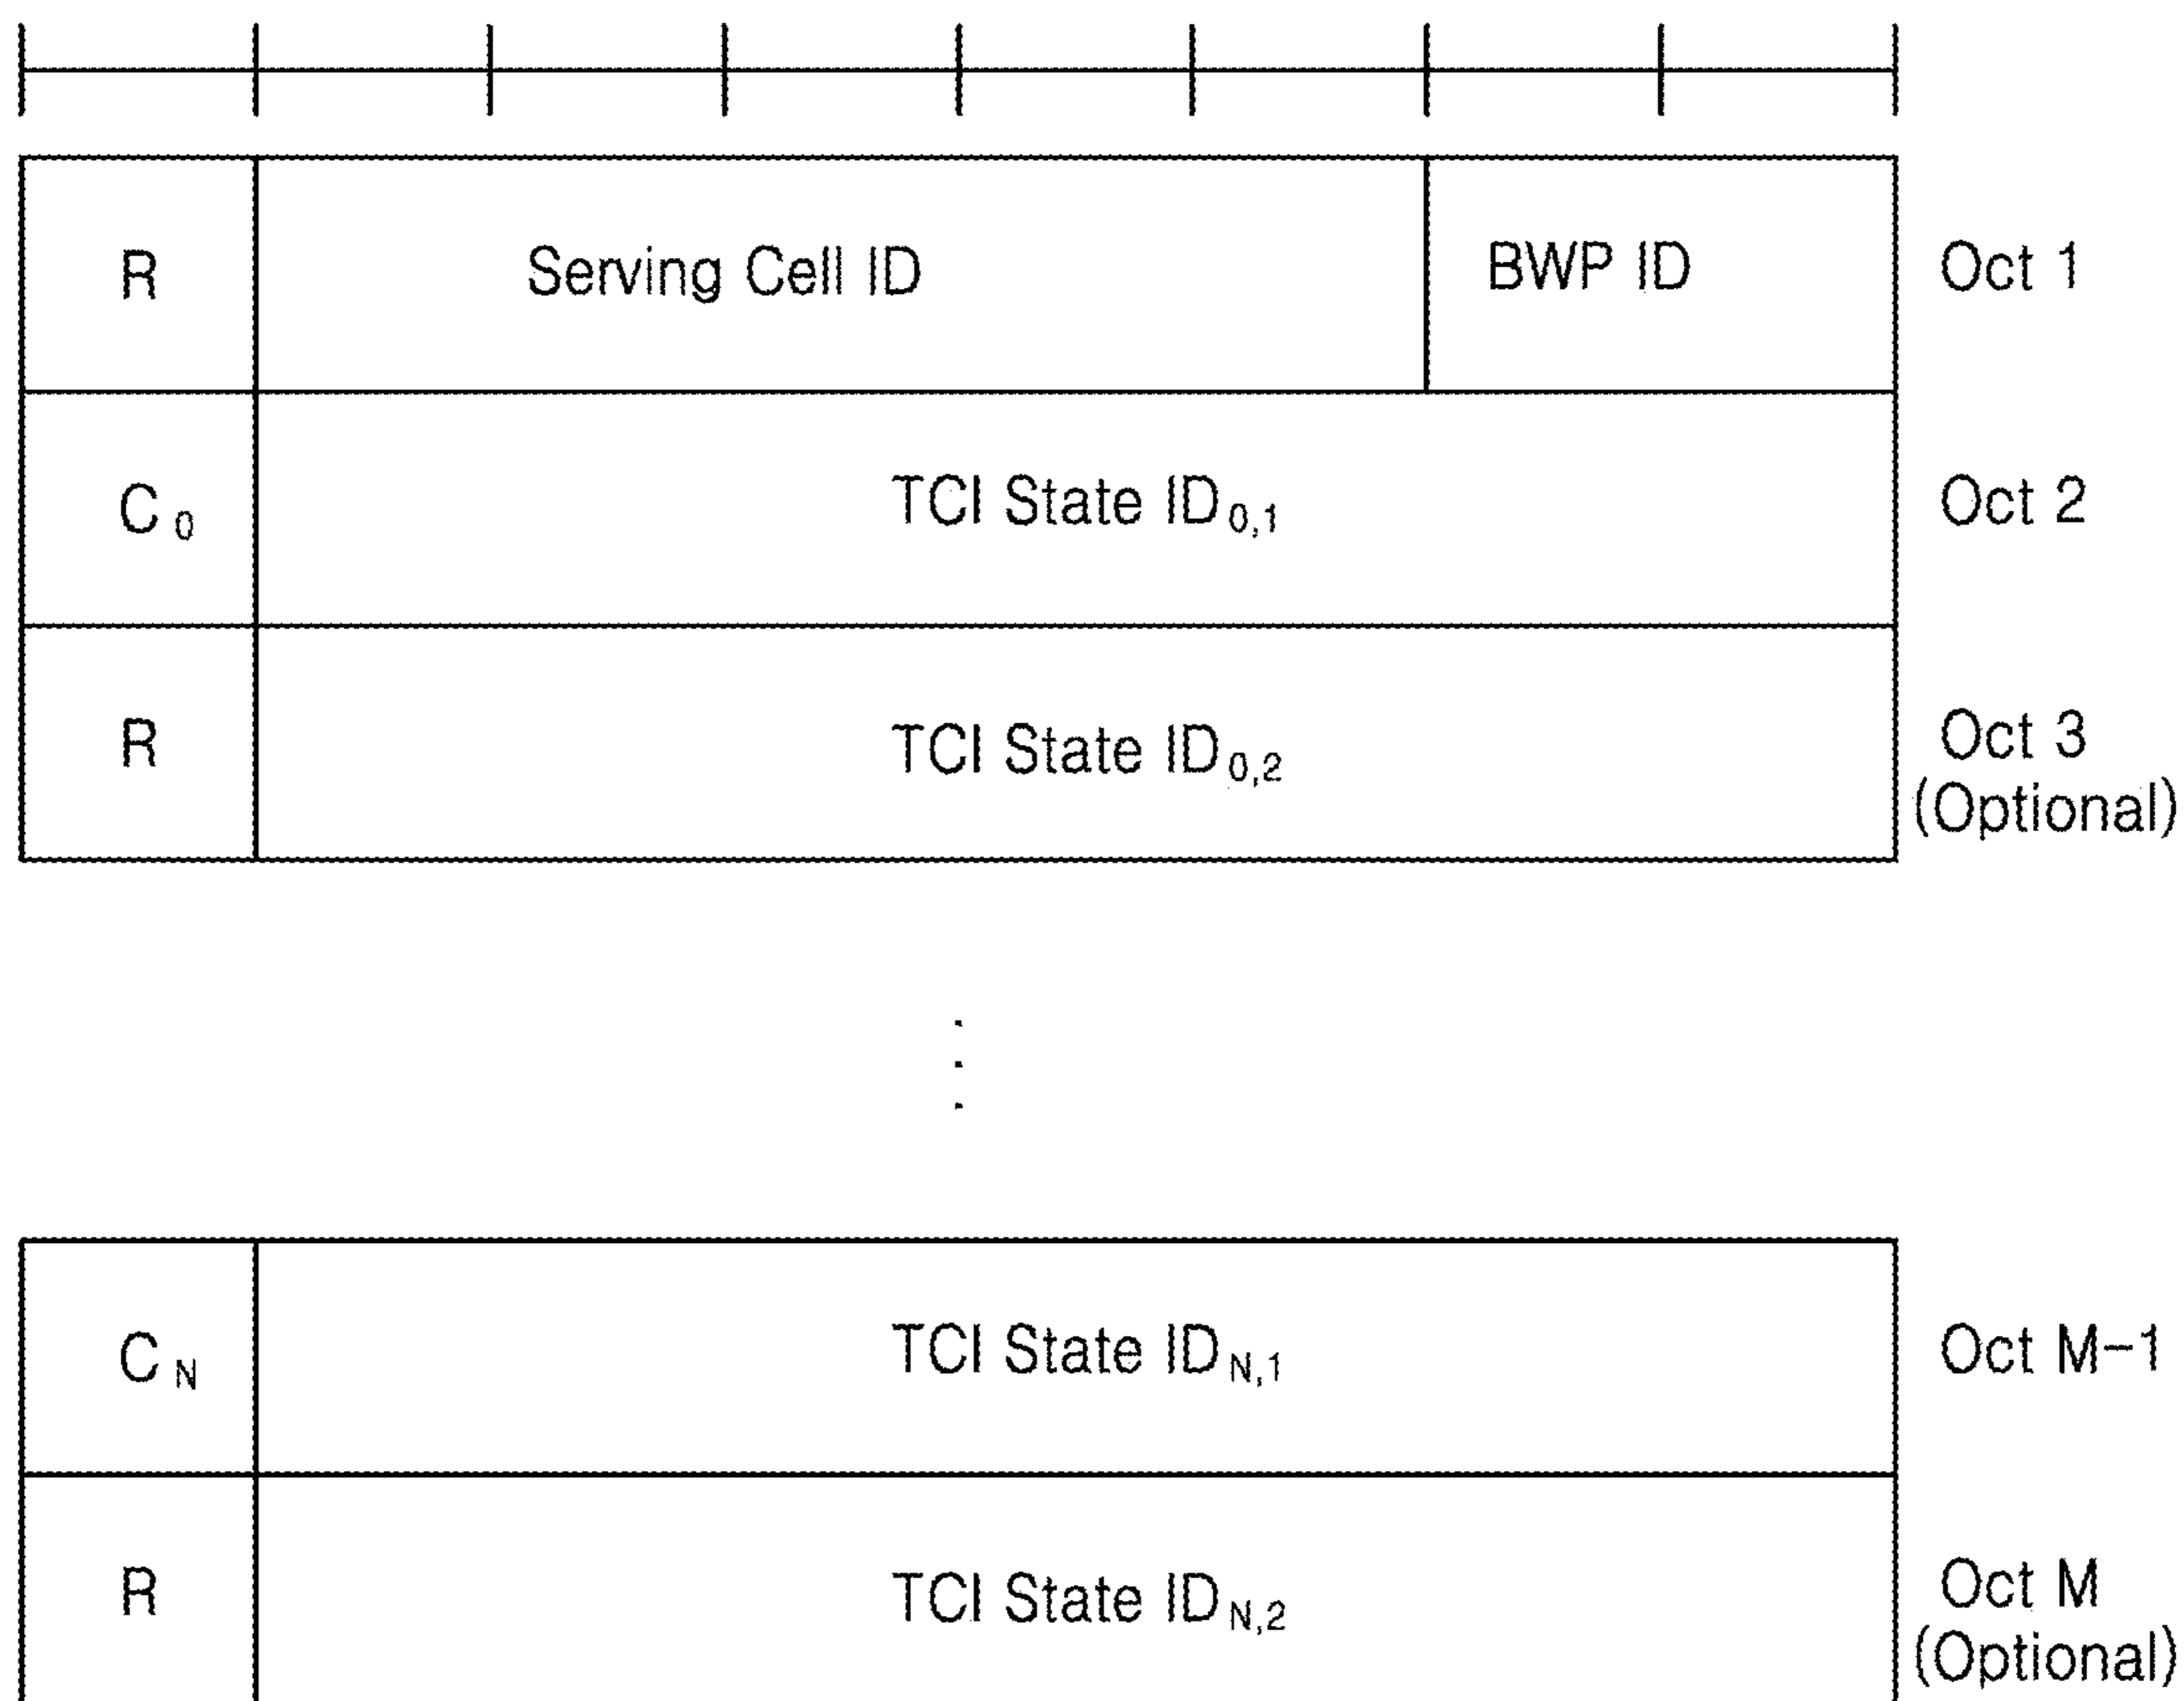 R Serving Cell ID BWP ID Oct 1
C0 TCI State ID0,1 Oct 2
R TCI State ID0,2 Oct 3
(Optional)
CN TCI State IDN,1 Oct M-1
R TCI State IDN,2 Oct M
(Optional)